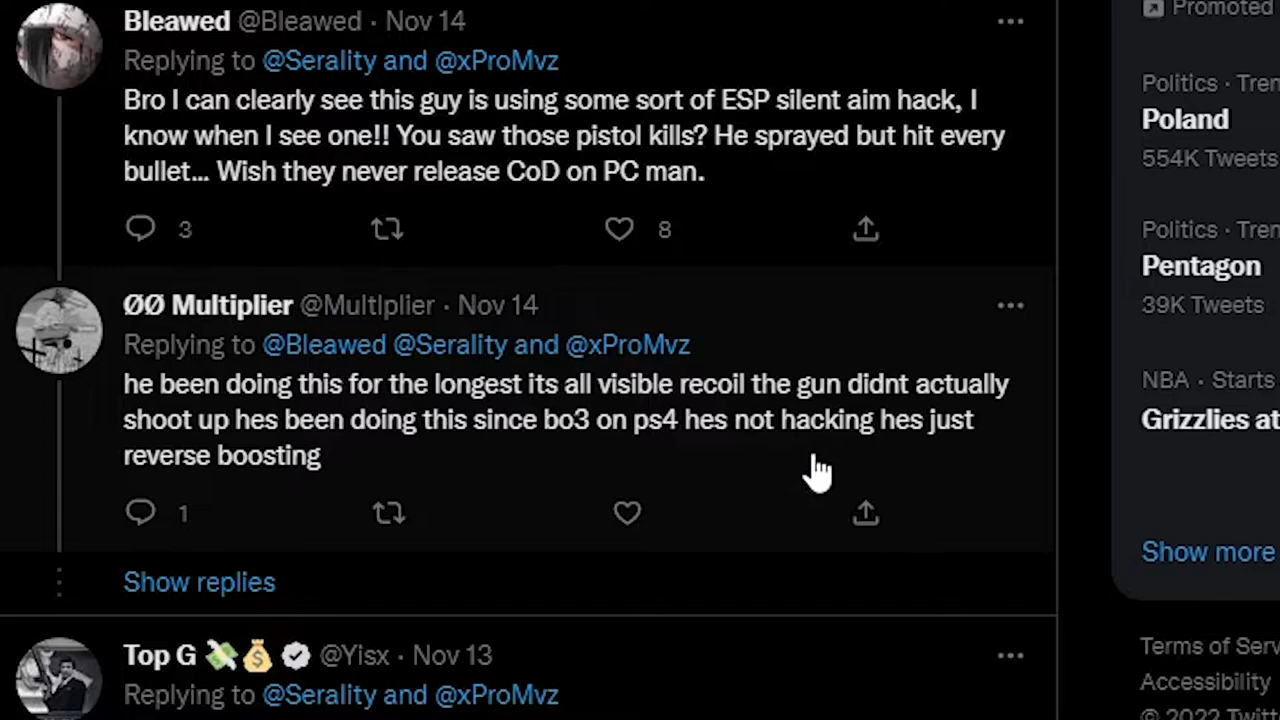 Bleawed @Bleawed · Nov 14
Replying to @Serality and @xProMvz
Bro I can clearly see this guy is using some sort of ESP silent aim hack, I
know when I see one!! You saw those pistol kills? He sprayed but hit every
bullet... Wish they never release CoD on PC man.
3
8
ØØ Multiplier @MultIplier · Nov 14
Replying to @Bleawed @Serality and @xProMvz
he been doing this for the longest its all visible recoil the gun didnt actually
shoot up hes been doing this since bo3 on ps4 hes not hacking hes just
reverse boosting
1
Show replies
Top G 💸💰 @Yisx · Nov 13
Replying to @Serality and @xProMvz
Promoted
Politics · Tren
Poland
554K Tweets
Politics · Tren
Pentagon
39K Tweets
NBA · Starts
Grizzlies at
Show more
Terms of Serv
Accessibility
© 2022 Twitt